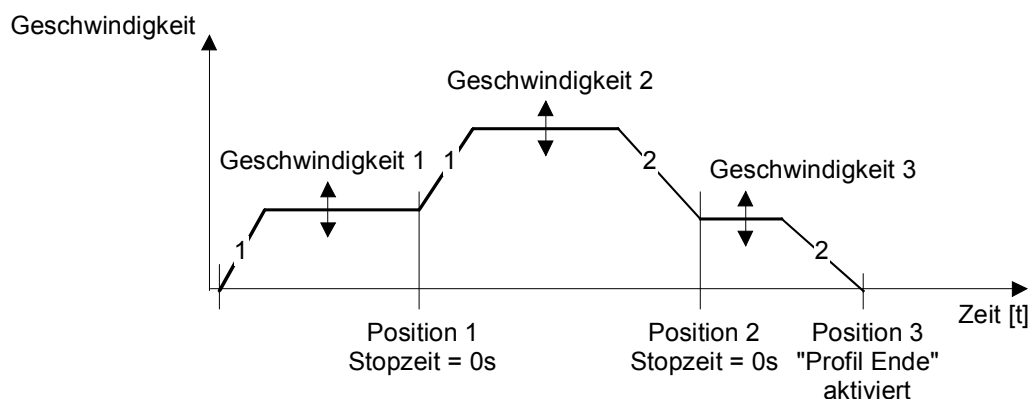 Geschwindigkeit
Geschwindigkeit 2
Geschwindigkeit 1
1
2
Geschwindigkeit 3
1
2
Zeit [t]
Position 1
Stopzeit = 0s
Position 2
Stopzeit = 0s
Position 3
"Profil Ende"
aktiviert